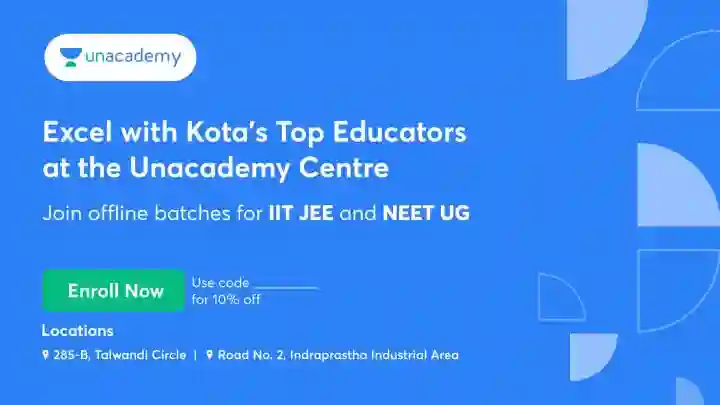 unacademy
Excel with Kota's Top Educators
at the Unacademy Centre
Join offline batches for IIT JEE and NEET UG
Enroll Now
Use code ________
for 10% off
Locations
285-B, Talwandi Circle | Road No. 2, Indraprastha Industrial Area